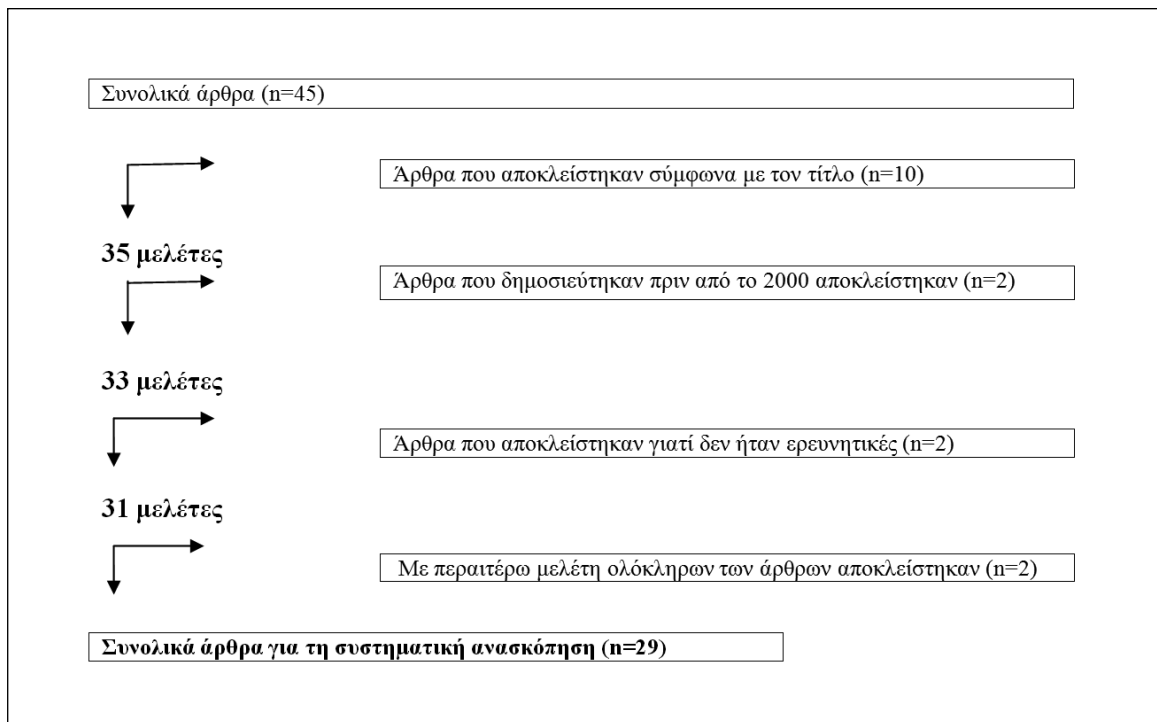 Συνολικά άρθρα (n=45)
Άρθρα που αποκλείστηκαν σύμφωνα με τον τίτλο (n=10)
35 μελέτες
Άρθρα που δημοσιεύτηκαν πριν από το 2000 αποκλείστηκαν (n=2)
33 μελέτες
Άρθρα που αποκλείστηκαν γιατί δεν ήταν ερευνητικές (n=2)
31 μελέτες
Με περαιτέρω μελέτη ολόκληρων των άρθρων αποκλείστηκαν (n=2)
Συνολικά άρθρα για τη συστηματική ανασκόπηση (n=29)